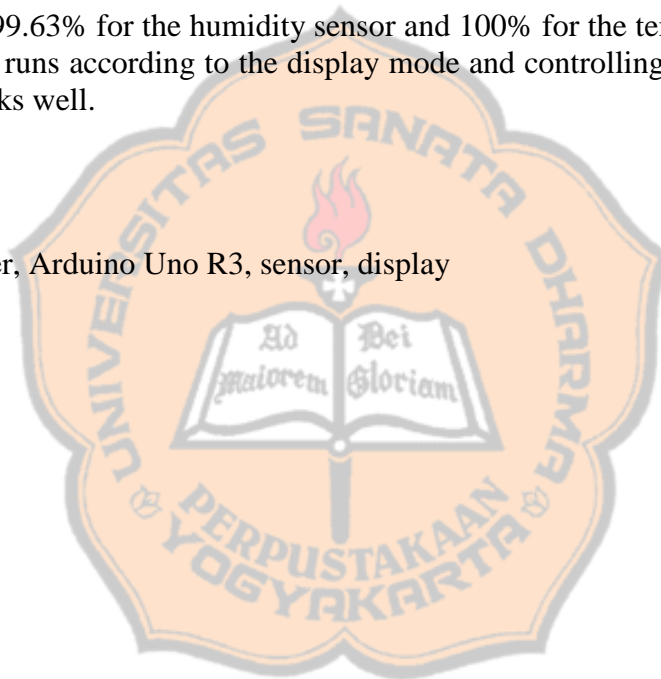 99.63% for the humidity sensor and 100% for the te
runs according to the display mode and controlling
ks well.
er, Arduino Uno R3, sensor, display
UNIVERSITAS SANATA DHARMA
Ad Dei
Maiorem Gloriam
PERPUSTAKAAN
YOGYAKARTA